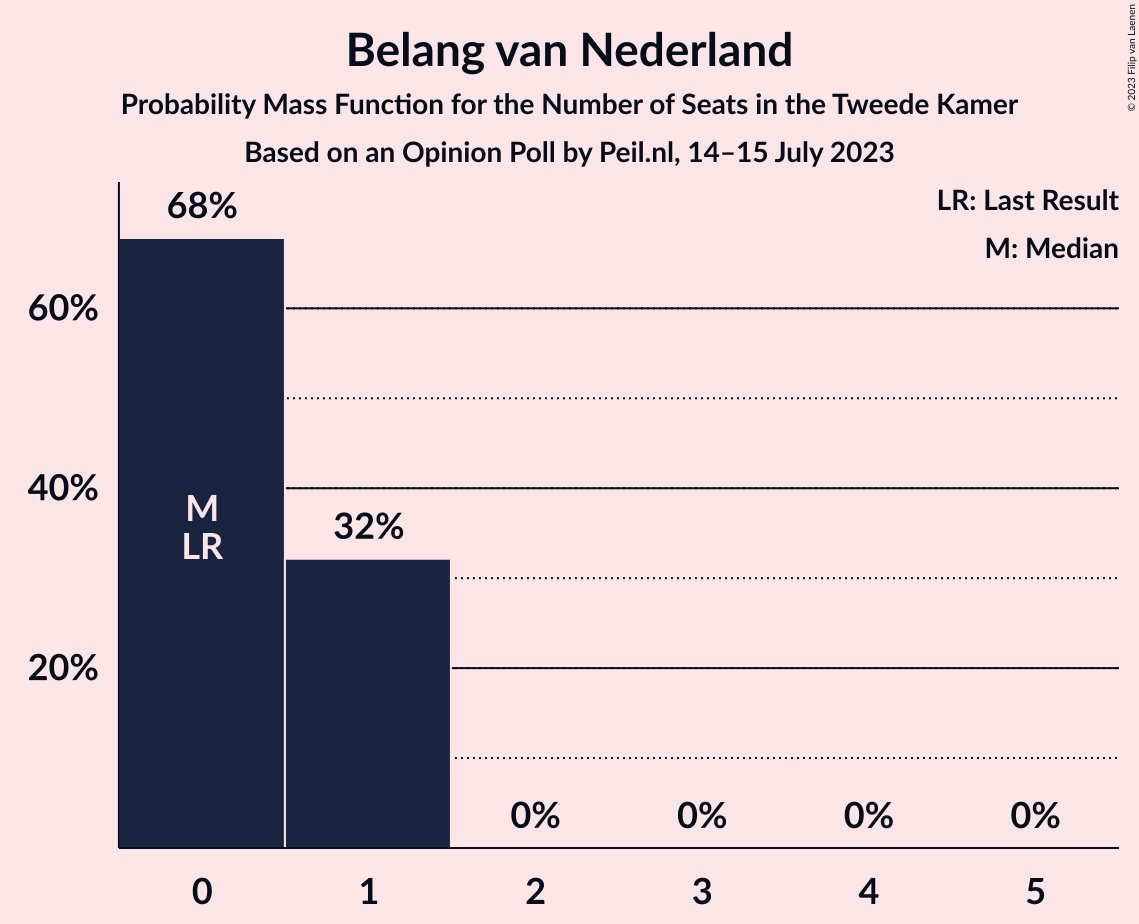 Belang van Nederland
Probability Mass Function for the Number of Seats in the Tweede Kamer
Based on an Opinion Poll by Peil.nl, 14–15 July 2023
© 2023 Filip van Laenen
LR: Last Result
M: Median
68%
60%
40%
M
LR
32%
20%
0% 0% 0% 0%
0 1 2 3 4 5